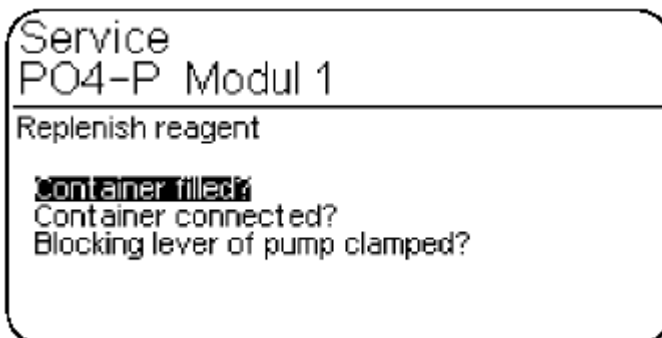 Service
PO4-P Modul 1
Replenish reagent
Container filled?
Container connected?
Blocking lever of pump clamped?